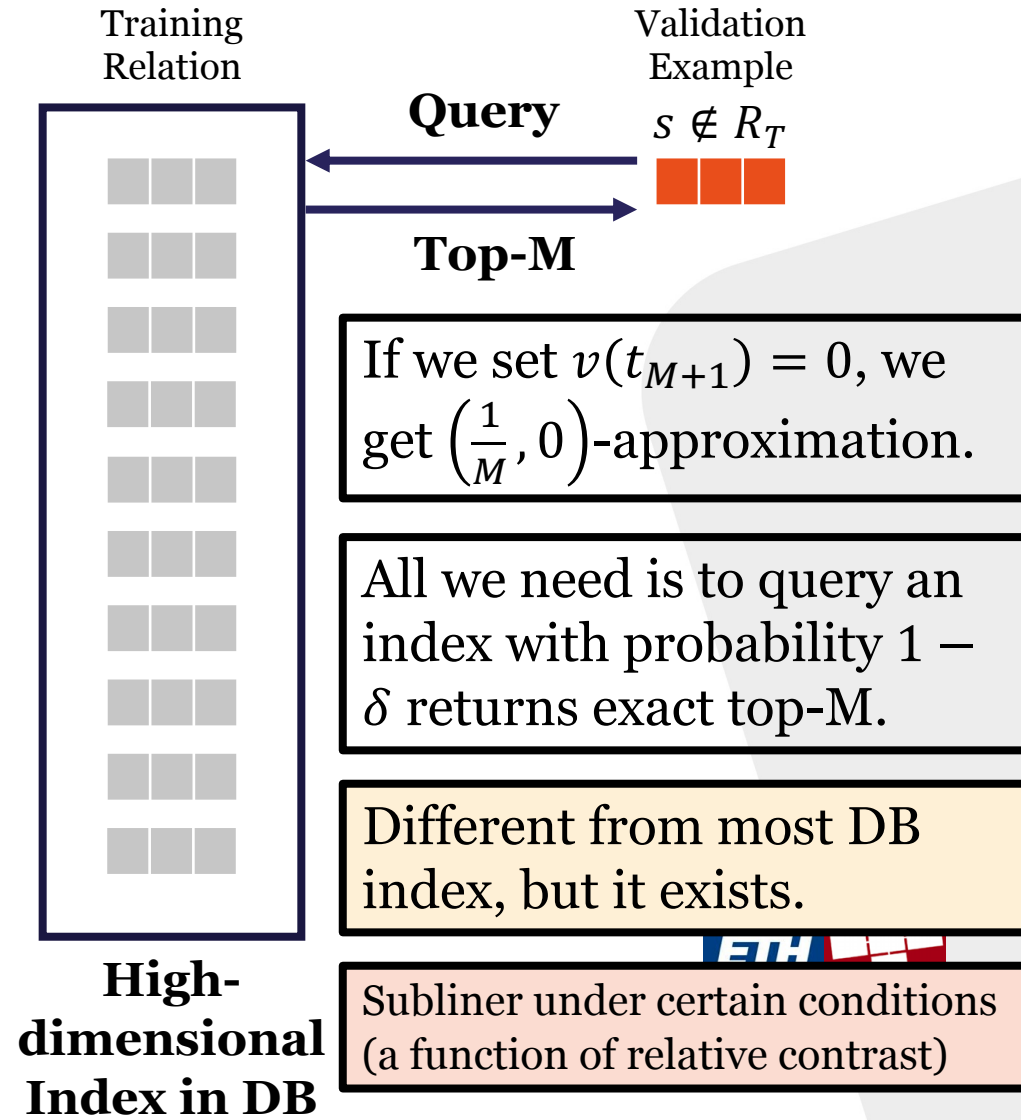 Training
Relation
Validation
Example
Query
s ∉ R_T
Top-M
If we set v(t_{M+1}) = 0, we
get (1/M, 0)-approximation.
All we need is to query an
index with probability 1 −
δ returns exact top-M.
Different from most DB
index, but it exists.
ETH
High-
dimensional
Index in DB
Subliner under certain conditions
(a function of relative contrast)